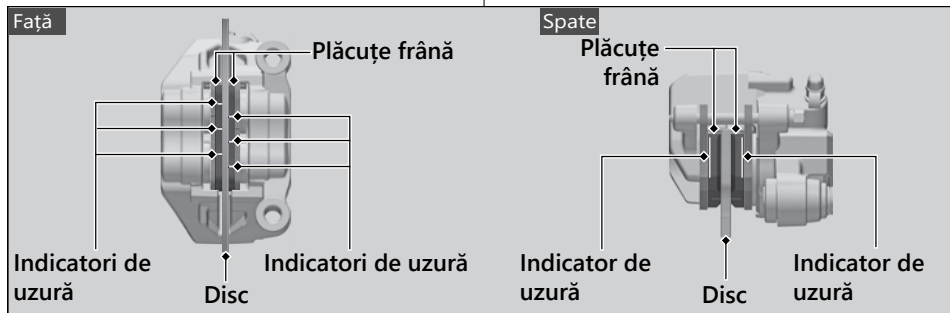 Față
Plăcuțe frână
Indicatori de
uzură
Disc
Indicatori de uzură
Spate
Plăcuțe
frână
Indicator de
uzură
Disc
Indicator de
uzură